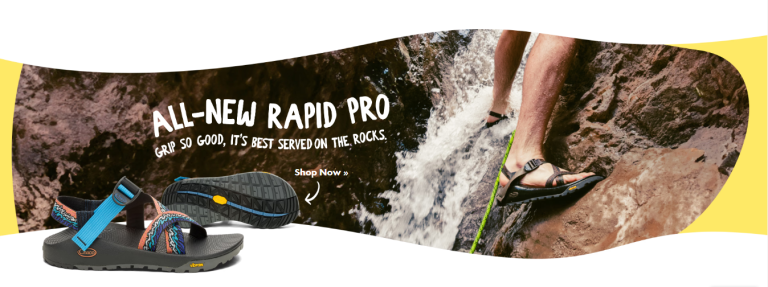 ALL-NEW RAPID PRO
GRIP SO GOOD, IT'S BEST SERVED ON THE ROCKS.
Shop Now »